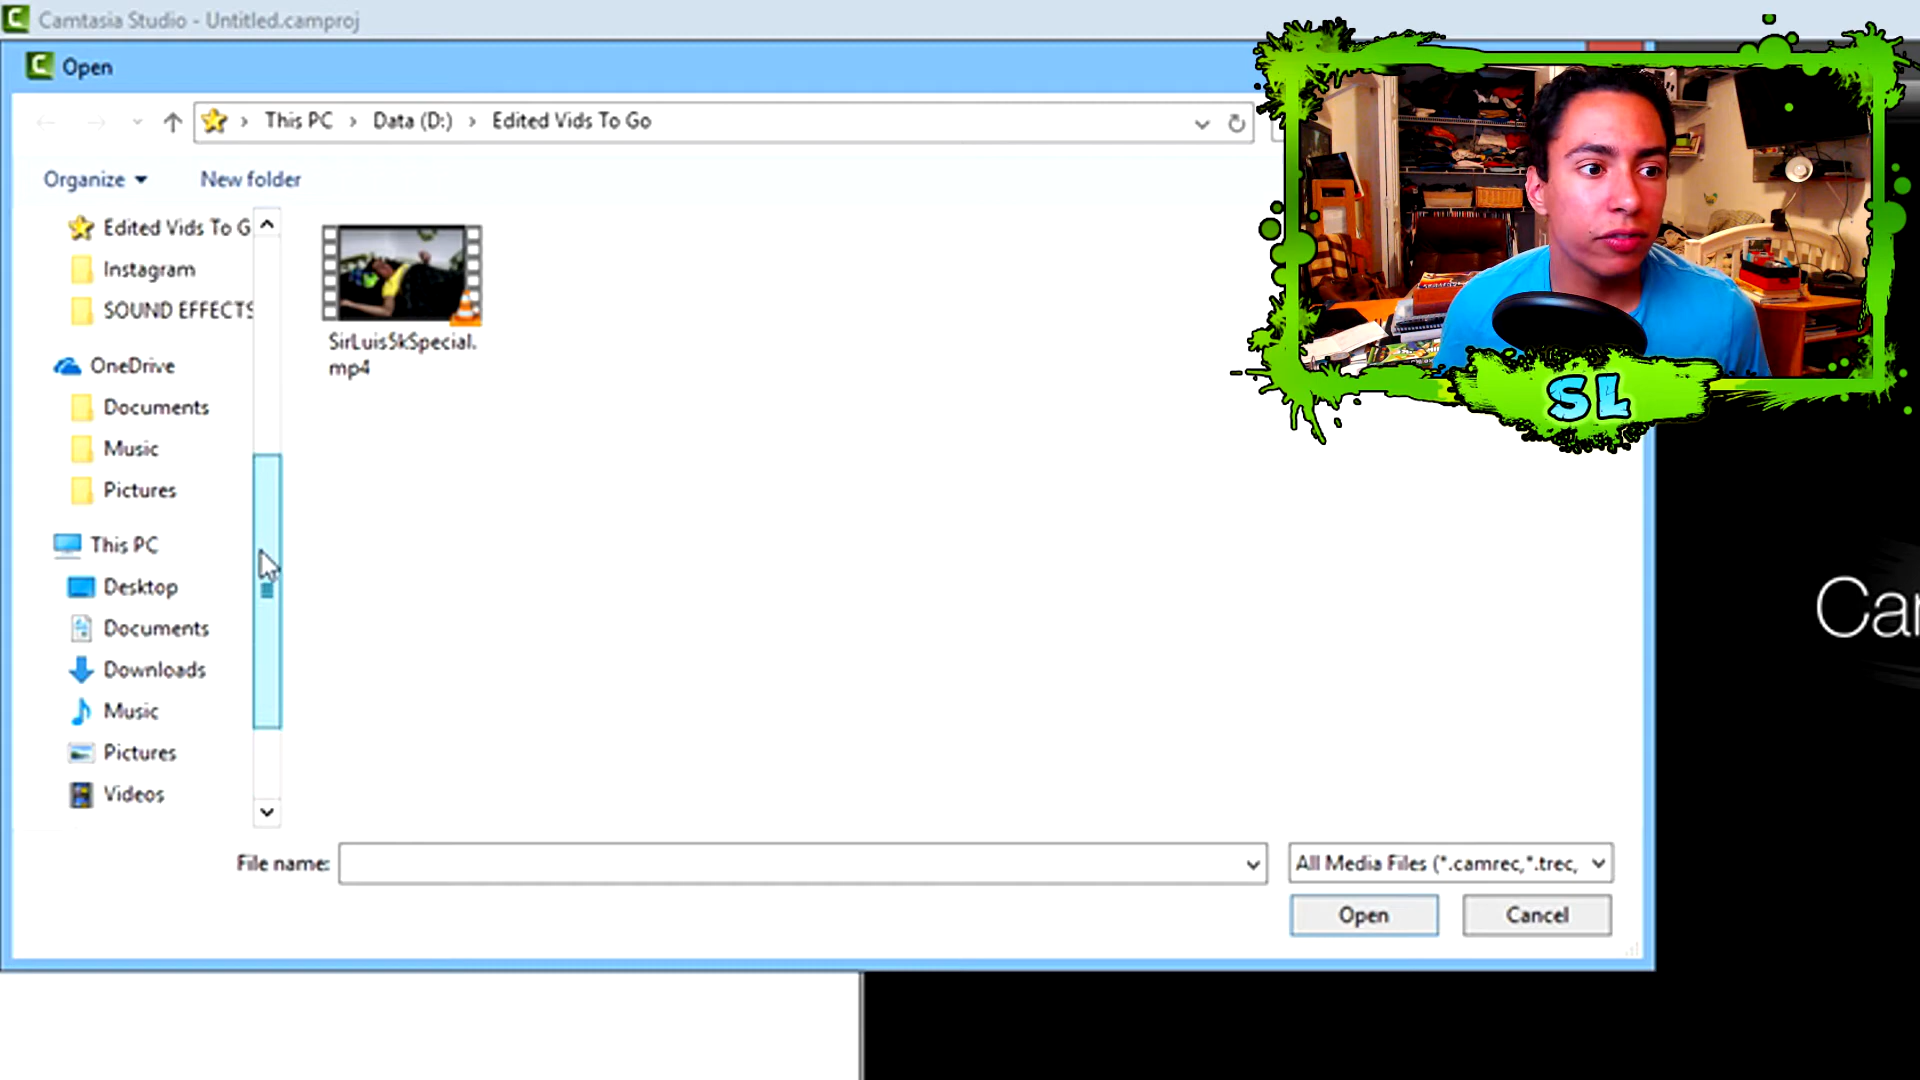 Camtasia Studio - Untitled.camproj
Open
This PC > Data (D:) > Edited Vids To Go
Organize
New folder
Edited Vids To G
Instagram
SOUND EFFECTS
OneDrive
Documents
Music
Pictures
This PC
Desktop
Documents
Downloads
Music
Pictures
Videos
SirLuis5kSpecial.
mp4
SL
Car
File name:
All Media Files (*.camrec,*.trec,
Open
Cancel